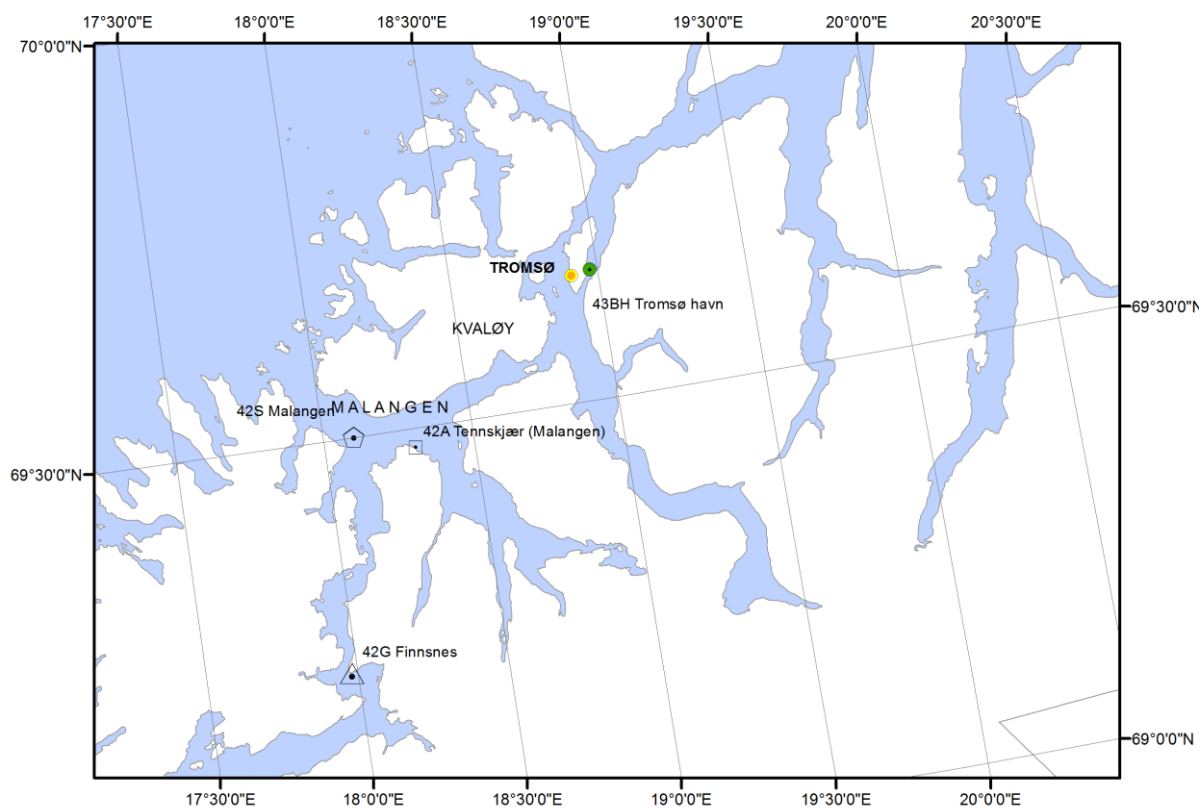 17°30'0"E 18°0'0"E 18°30'0"E 19°0'0"E 19°30'0"E 20°0'0"E 20°30'0"E
70°0'0"N
TROMSØ
43BH Tromsø havn
69°30'0"N
KVALØY
42S Malangen
MALANGEN
42A Tennskjær (Malangen)
69°30'0"N
42G Finnsnes
69°0'0"N
17°30'0"E 18°0'0"E 18°30'0"E 19°0'0"E 19°30'0"E 20°0'0"E